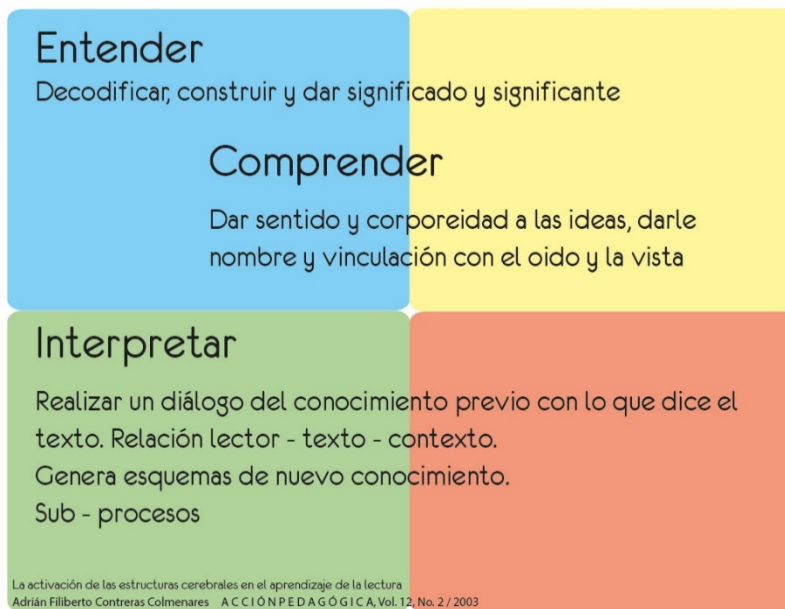 Entender
Decodificar, construir y dar significado y significante
Comprender
Dar sentido y corporeidad a las ideas, darle
nombre y vinculación con el oido y la vista
Interpretar
Realizar un diálogo del conocimiento previo con lo que dice el
texto. Relación lector - texto - contexto.
Genera esquemas de nuevo conocimiento.
Sub - procesos
La activación de las estructuras cerebrales en el aprendizaje de la lectura
Adrián Filiberto Contreras Colmenares A C C I Ó N P E D A G Ó G I C A, Vol. 12, No. 2 / 2003